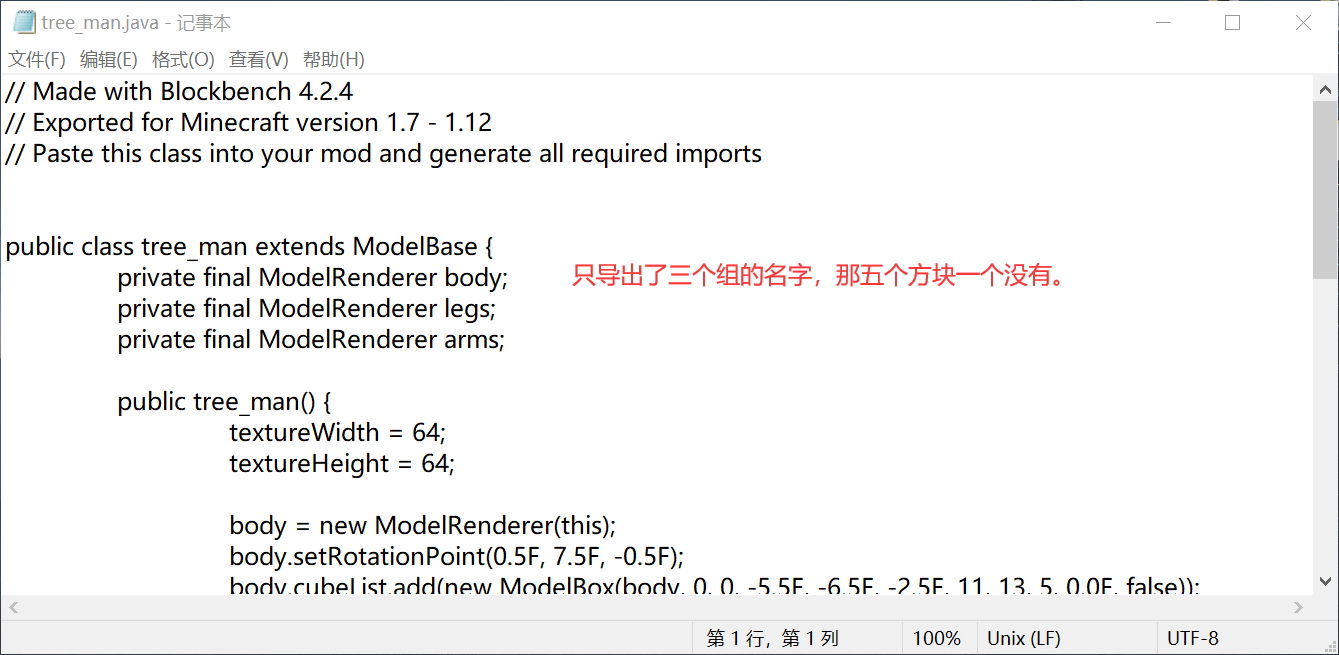 tree_man.java - 记事本
文件(F) 编辑(E) 格式(O) 查看(V) 帮助(H)
// Made with Blockbench 4.2.4
// Exported for Minecraft version 1.7 - 1.12
// Paste this class into your mod and generate all required imports
public class tree_man extends ModelBase {
private final ModelRenderer body;
只导出了三个组的名字，那五个方块一个没有。
private final ModelRenderer legs;
private final ModelRenderer arms;
public tree_man() {
textureWidth = 64;
textureHeight = 64;
body = new ModelRenderer(this);
body.setRotationPoint(0.5F, 7.5F, -0.5F);
body.cubeList.add(new ModelBox(body, 0, 0, -5.5F, -6.5F, -2.5F, 11, 13, 5, 0.0F, false));
第 1 行，第 1 列 100% Unix (LF) UTF-8